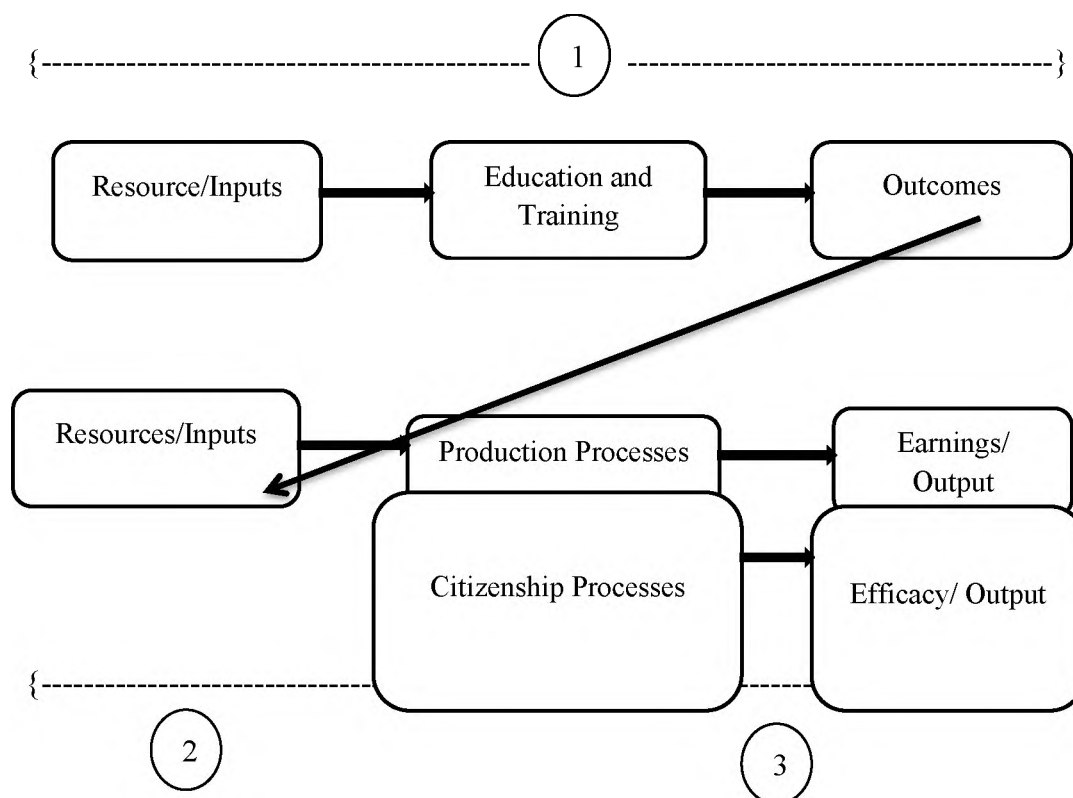 { 1 }
Resource/Inputs
Education and
Training
Outcomes
Resources/Inputs
Production Processes
Earnings/
Output
Citizenship Processes
Efficacy/ Output
{
2
3